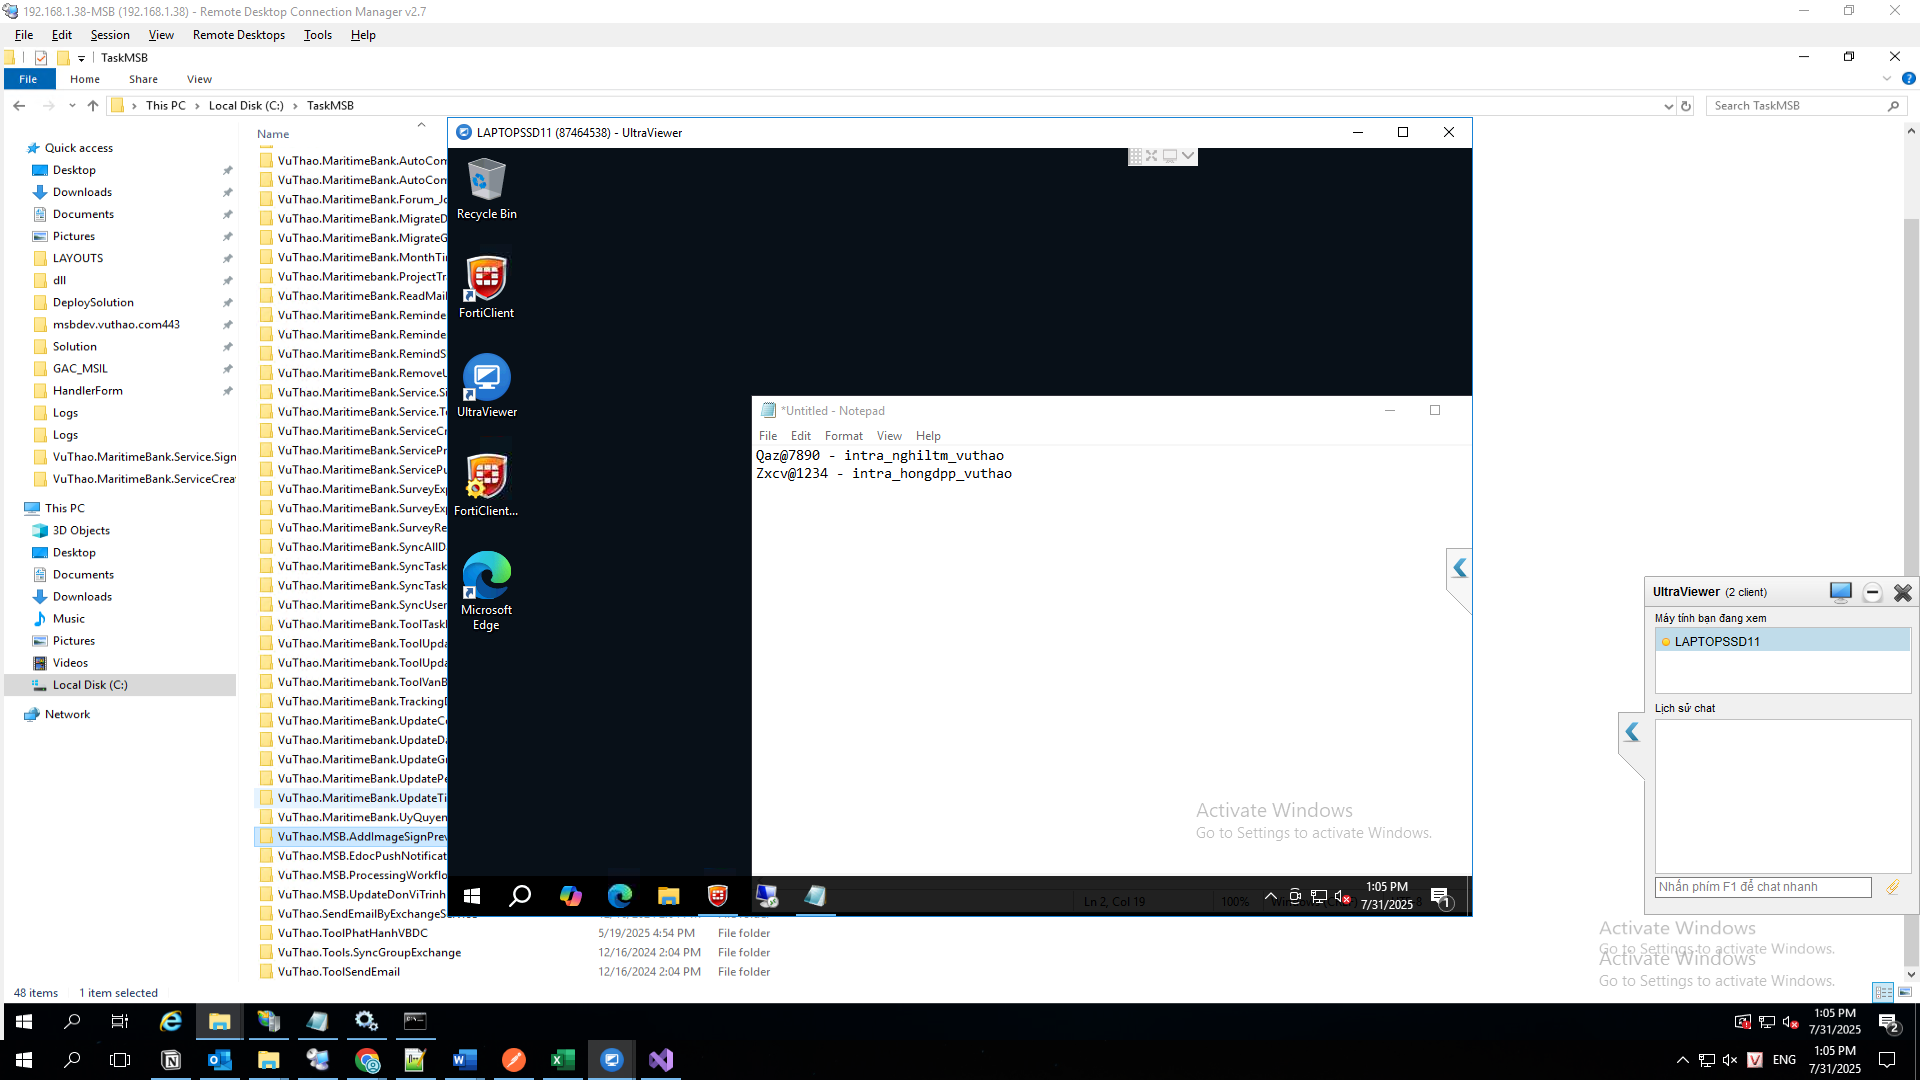 192.168.1.38-MSB (192.168.1.38) - Remote Desktop Connection Manager v2.7
File Edit Session View Remote Desktops Tools Help
TaskMSB
File Home Share View
This PC Local Disk (C:) TaskMSB
Search TaskMSB
Quick access
Desktop
Downloads
Documents
Pictures
LAYOUTS
dll
DeploySolution
msbdev.vuthao.com443
Solution
GAC_MSIL
HandlerForm
Logs
Logs
VuThao.MaritimeBank.Service.Sign
VuThao.MaritimeBank.ServiceCrea
This PC
3D Objects
Desktop
Documents
Downloads
Music
Pictures
Videos
Local Disk (C:)
Network
Name
VuThao.MaritimeBank.AutoCom
VuThao.MaritimeBank.AutoCom
VuThao.MaritimeBank.Forum_Jo
VuThao.MaritimeBank.MigrateD
VuThao.MaritimeBank.MigrateG
VuThao.MaritimeBank.MonthTi
VuThao.MaritimeBank.ProjectTr
VuThao.MaritimeBank.ReadMail
VuThao.MaritimeBank.Reminde
VuThao.MaritimeBank.Reminde
VuThao.MaritimeBank.RemindS
VuThao.MaritimeBank.RemoveU
VuThao.MaritimeBank.Service.Si
VuThao.MaritimeBank.Service.T
VuThao.MaritimeBank.ServiceCr
VuThao.MaritimeBank.ServicePr
VuThao.MaritimeBank.ServicePu
VuThao.MaritimeBank.SurveyEx
VuThao.MaritimeBank.SurveyEx
VuThao.MaritimeBank.SurveyRe
VuThao.MaritimeBank.SyncAllD
VuThao.MaritimeBank.SyncTask
VuThao.MaritimeBank.SyncTask
VuThao.MaritimeBank.SyncUser
VuThao.MaritimeBank.ToolTask
VuThao.MaritimeBank.ToolUpda
VuThao.Maritimebank.ToolUpda
VuThao.Maritimebank.ToolVanB
VuThao.MaritimeBank.Tracking
VuThao.MaritimeBank.UpdateC
VuThao.Maritimebank.UpdateDa
VuThao.MaritimeBank.UpdateG
VuThao.MaritimeBank.UpdatePe
VuThao.MaritimeBank.UpdateTi
VuThao.MaritimeBank.UyQuyen
VuThao.MSB.AddImageSignPrev
VuThao.MSB.EdocPushNotificat
VuThao.MSB.ProcessingWorkflo
VuThao.MSB.UpdateDonViTrinh
VuThao.SendEmailByExchangeService
VuThao.ToolPhatHanhVBDC 5/19/2025 4:54 PM File folder
VuThao.Tools.SyncGroupExchange 12/16/2024 2:04 PM File folder
VuThao.ToolSendEmail 12/16/2024 2:04 PM File folder
48 items 1 item selected
LAPTOPSSD11 (87464538) - UltraViewer
Recycle Bin
FortiClient
UltraViewer
FortiClient...
Microsoft
Edge
*Untitled - Notepad
File Edit Format View Help
Qaz@7890 - intra_nghiltm_vuthao
Zxcv@1234 - intra_hongdpp_vuthao
Activate Windows
Go to Settings to activate Windows.
Ln 2, Col 19 100%
1:05 PM
7/31/2025
1
UltraViewer (2 client)
Máy tính bạn đang xem
LAPTOPSSD11
Lịch sử chat
Nhấn phím F1 để chat nhanh
Activate Windows
Go to Settings to activate Windows.
Activate Windows
Go to Settings to activate Windows.
1:05 PM
7/31/2025
2
ENG
1:05 PM
7/31/2025